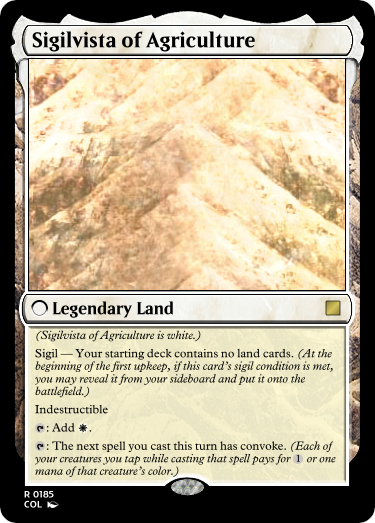 Sigilvista of Agriculture
Legendary Land
(Sigilvista of Agriculture is white.)
Sigil — Your starting deck contains no land cards. (At the
beginning of the first upkeep, if this card's sigil condition is met,
you may reveal it from your sideboard and put it onto the
battlefield.)
Indestructible
: Add .
: The next spell you cast this turn has convoke. (Each of
your creatures you tap while casting that spell pays for 1 or one
mana of that creature's color.)
R 0185
COL